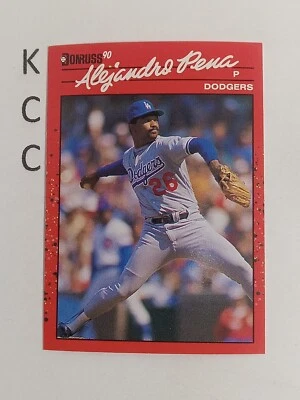 K
C
C
DONRUSS 90
Alejandro Pena
P
DODGERS
Dodgers
26